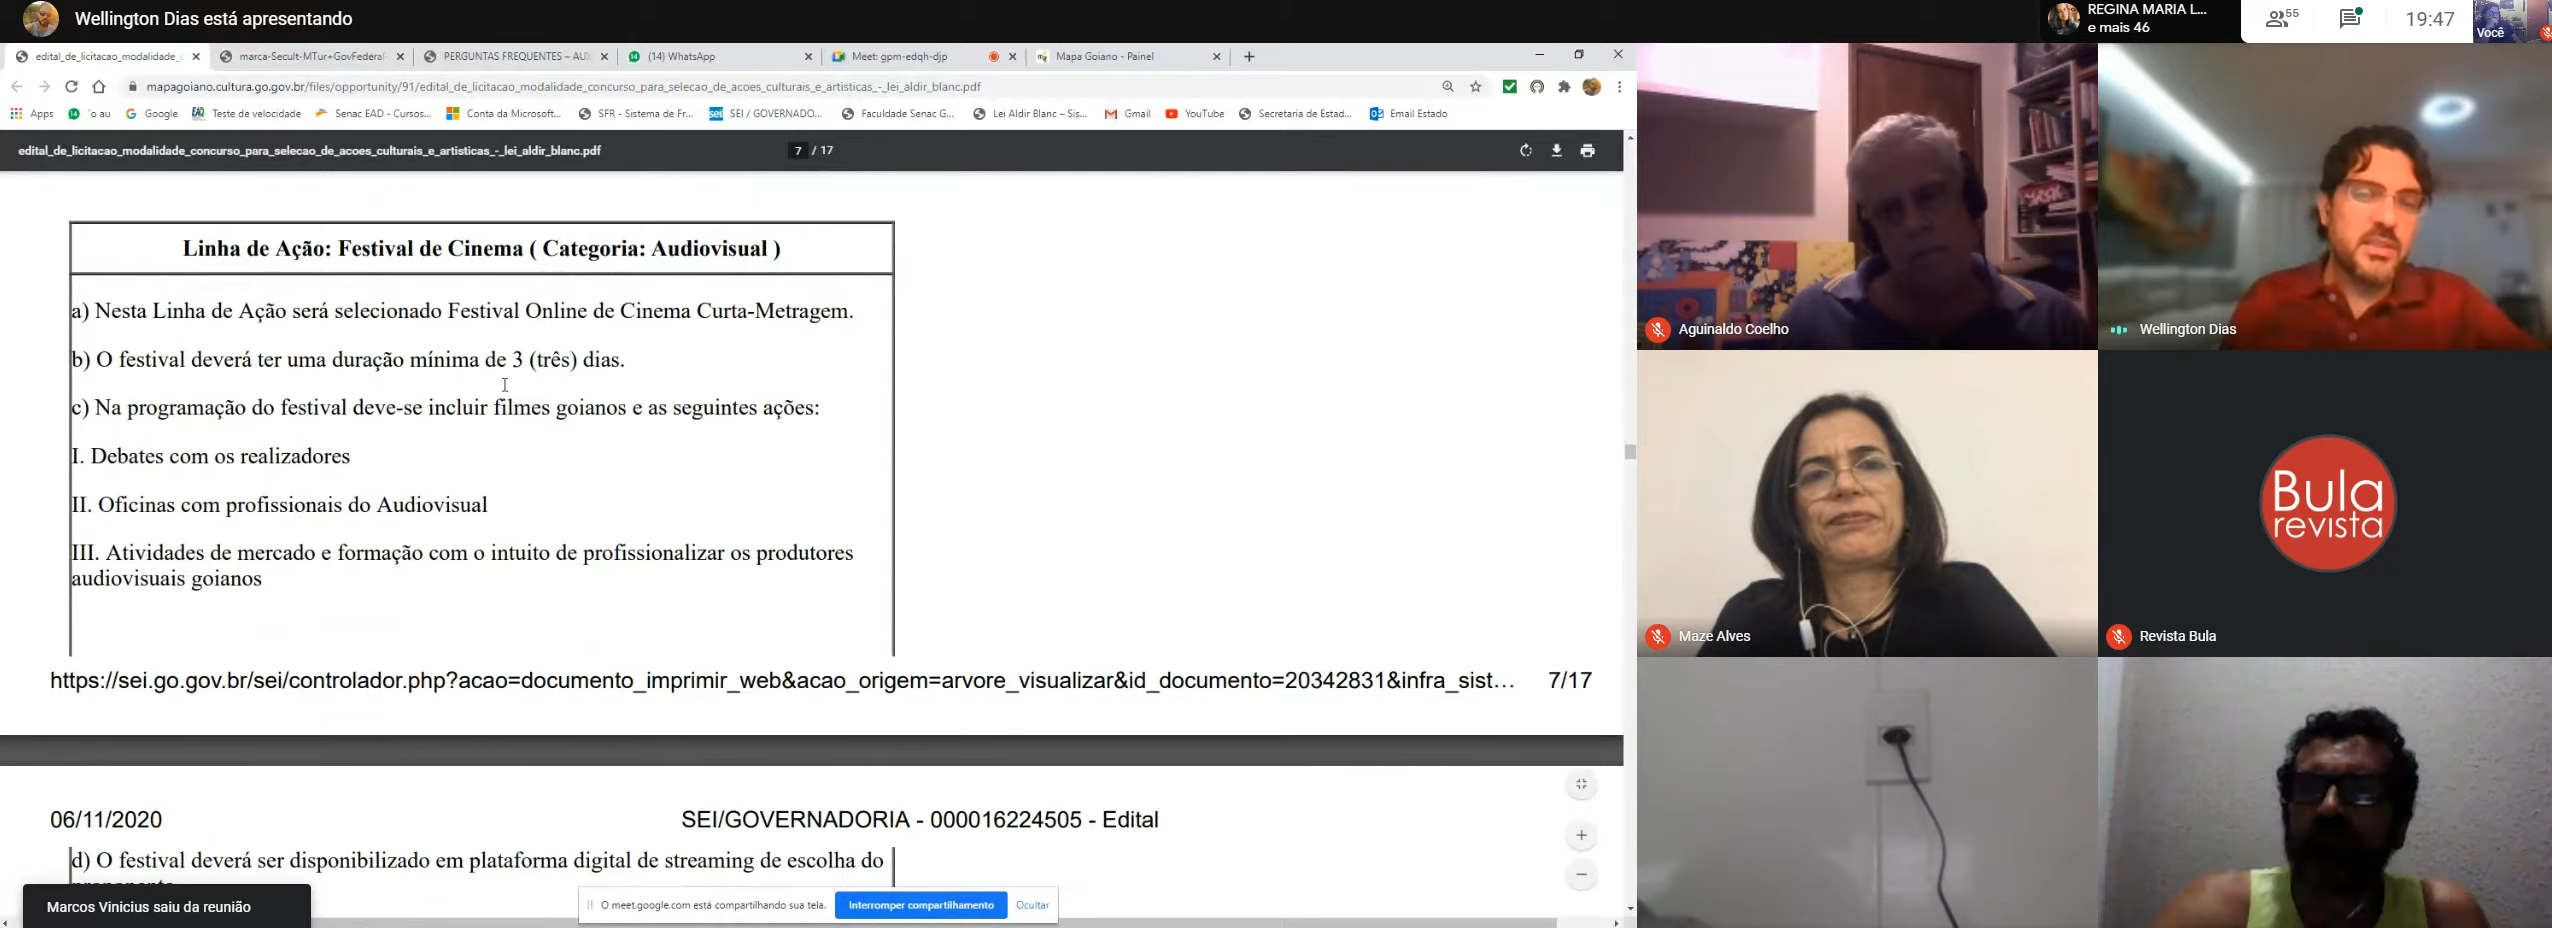 Wellington Dias está apresentando
REGINA MARIA L...
e mais 46
55
19:47
Você
edital_de_licitacao_modalidade_
marca-Secult-MTur+GovFederal
PERGUNTAS FREQUENTES – AU
(14) WhatsApp
Meet: gpm-edqh-djp
Mapa Goiano - Painel
mapagoiano.cultura.go.gov.br/files/opportunity/91/edital_de_licitacao_modalidade_concurso_para_selecao_de_acoes_culturais_e_artisticas_-_lei_aldir_blanc.pdf
Apps
´o au
Google
Teste de velocidade
Senac EAD - Cursos...
Conta da Microsoft...
SFR - Sistema de Fr...
SEI / GOVERNADO...
Faculdade Senac G...
Lei Aldir Blanc – Sis...
Gmail
YouTube
Secretaria de Estad...
Email Estado
edital_de_licitacao_modalidade_concurso_para_selecao_de_acoes_culturais_e_artisticas_-_lei_aldir_blanc.pdf
7 / 17
Linha de Ação: Festival de Cinema ( Categoria: Audiovisual )
a) Nesta Linha de Ação será selecionado Festival Online de Cinema Curta-Metragem.
b) O festival deverá ter uma duração mínima de 3 (três) dias.
c) Na programação do festival deve-se incluir filmes goianos e as seguintes ações:
I. Debates com os realizadores
II. Oficinas com profissionais do Audiovisual
III. Atividades de mercado e formação com o intuito de profissionalizar os produtores
audiovisuais goianos
https://sei.go.gov.br/sei/controlador.php?acao=documento_imprimir_web&acao_origem=arvore_visualizar&id_documento=20342831&infra_sist...
7/17
06/11/2020
SEI/GOVERNADORIA - 000016224505 - Edital
d) O festival deverá ser disponibilizado em plataforma digital de streaming de escolha do
Marcos Vinicius saiu da reunião
O meet.google.com está compartilhando sua tela.
Interromper compartilhamento
Ocultar
Aguinaldo Coelho
Wellington Dias
Maze Alves
Bula
revista
Revista Bula